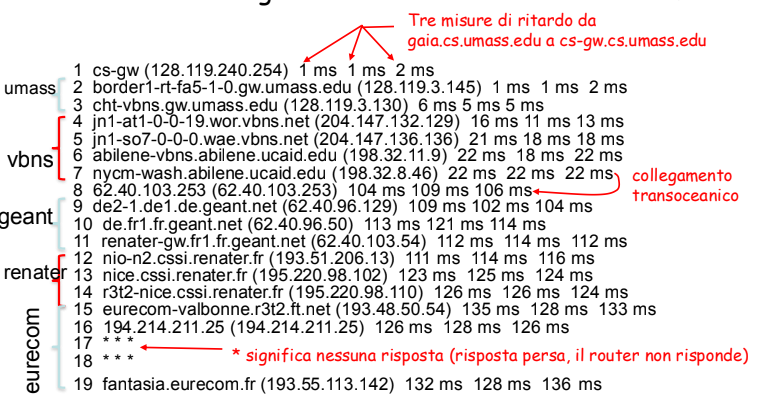 Tre misure di ritardo da
gaia.cs.umass.edu a cs-gw.cs.umass.edu
1 cs-gw (128.119.240.254) 1 ms 1 ms 2 ms
umass
2 border1-rt-fa5-1-0.gw.umass.edu (128.119.3.145) 1 ms 1 ms 2 ms
3 cht-vbns.gw.umass.edu (128.119.3.130) 6 ms 5 ms 5 ms
4 jn1-at1-0-0-19.wor.vbns.net (204.147.132.129) 16 ms 11 ms 13 ms
5 jn1-so7-0-0-0.wae.vbns.net (204.147.136.136) 21 ms 18 ms 18 ms
vbns
6 abilene-vbns.abilene.ucaid.edu (198.32.11.9) 22 ms 18 ms 22 ms
7 nycm-wash.abilene.ucaid.edu (198.32.8.46) 22 ms 22 ms 22 ms
collegamento
transoceanico
8 62.40.103.253 (62.40.103.253) 104 ms 109 ms 106 ms
9 de2-1.de1.de.geant.net (62.40.96.129) 109 ms 102 ms 104 ms
geant
10 de.fr1.fr.geant.net (62.40.96.50) 113 ms 121 ms 114 ms
11 renater-gw.fr1.fr.geant.net (62.40.103.54) 112 ms 114 ms 112 ms
12 nio-n2.cssi.renater.fr (193.51.206.13) 111 ms 114 ms 116 ms
renater
13 nice.cssi.renater.fr (195.220.98.102) 123 ms 125 ms 124 ms
14 r3t2-nice.cssi.renater.fr (195.220.98.110) 126 ms 126 ms 124 ms
15 eurecom-valbonne.r3t2.ft.net (193.48.50.54) 135 ms 128 ms 133 ms
eurecom
16 194.214.211.25 (194.214.211.25) 126 ms 128 ms 126 ms
17 * * *
18 * * *
* significa nessuna risposta (risposta persa, il router non risponde)
19 fantasia.eurecom.fr (193.55.113.142) 132 ms 128 ms 136 ms